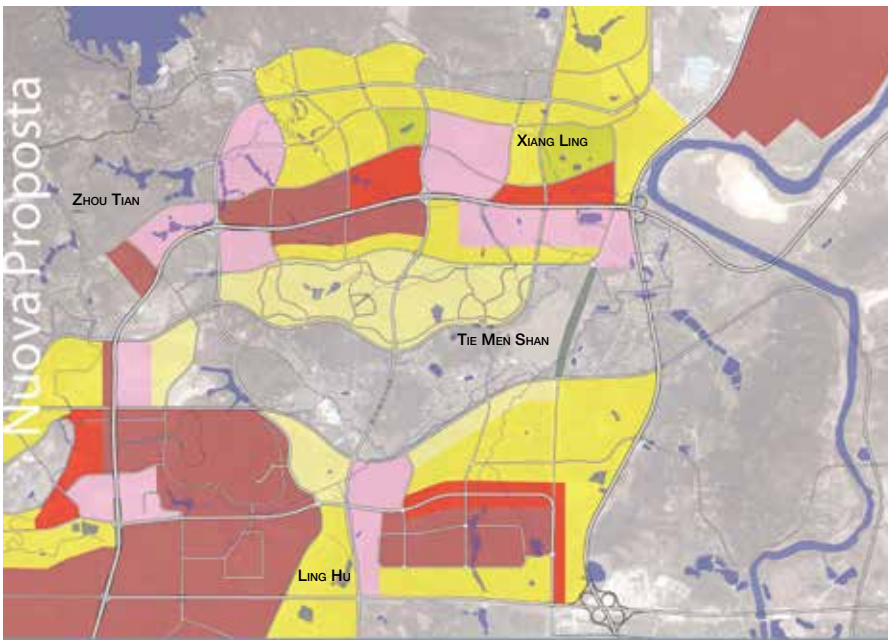 Nuova Proposta
Xiang Ling
Zhou Tian
Tie Men Shan
Ling Hu